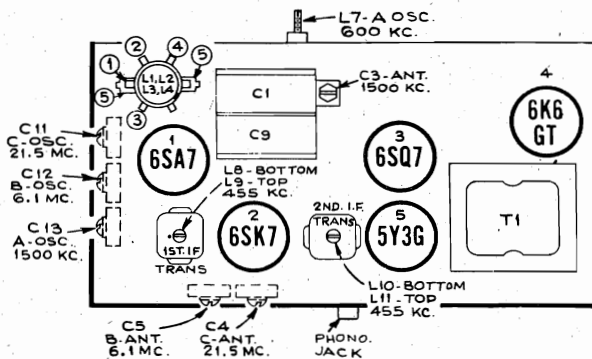 L7-A OSC.
600 KC.
② ④
① ⑤
L1, L2
L3, L4
⑤
③
C1
C9
C3-ANT.
1500 KC.
4
6K6
GT
C11
C-OSC.
21.5 MC.
C12
B-OSC.
6.1 MC.
C13
A-OSC.
1500 KC.
1
6SA7
3
6SQ7
L8-BOTTOM
L9-TOP
455 KC.
1ST. I.F
TRANS
2
6SK7
2ND. I.F.
TRANS
5
5Y3G
T1
L10-BOTTOM
L11-TOP
455 KC.
C5
B-ANT.
6.1 MC.
C4
C-ANT.
21.5 MC.
PHONO.
JACK